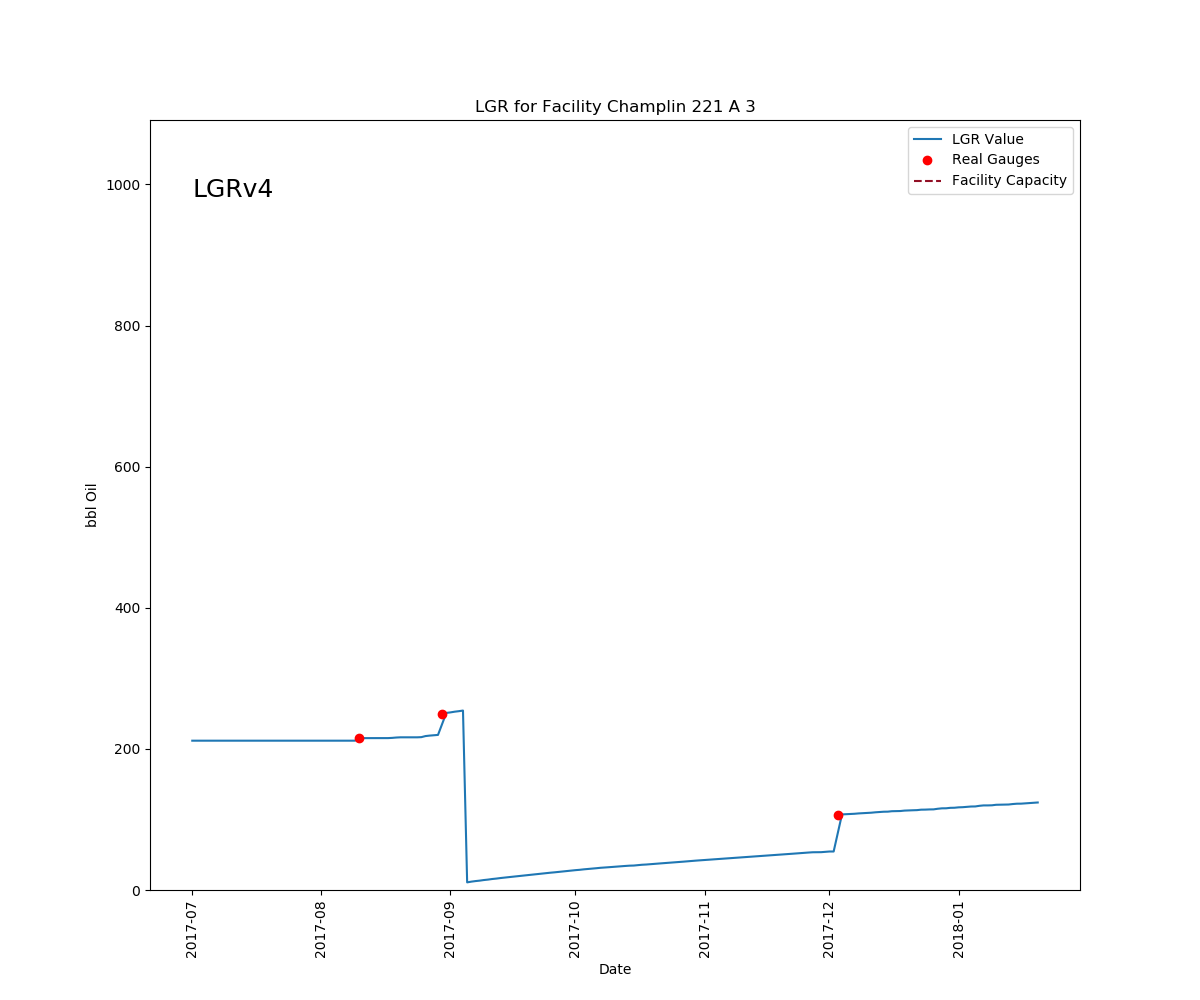 LGR for Facility Champlin 221 A 3
LGR Value
Real Gauges
Facility Capacity
LGRv4
1000
800
600
400
200
0
bbl Oil
2017-07
2017-08
2017-09
2017-10
2017-11
2017-12
2018-01
Date